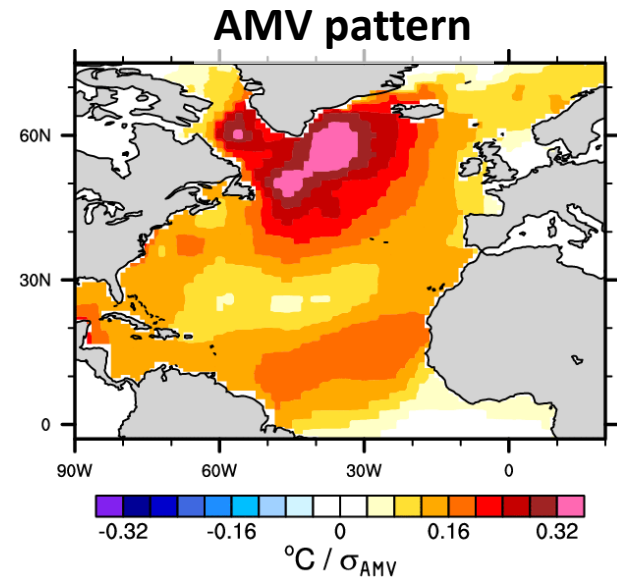 AMV pattern
60N
30N
0
90W 60W 30W 0
-0.32 -0.16 0 0.16 0.32
°C / σAMV